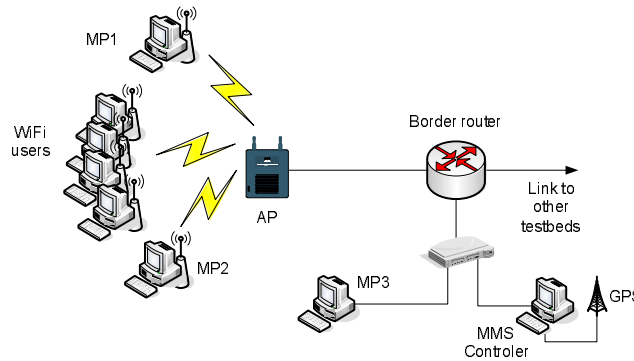 MP1
WiFi
users
Border router
AP
Link to
other
testbeds
MP2
MP3
GPS
MMS
Controler